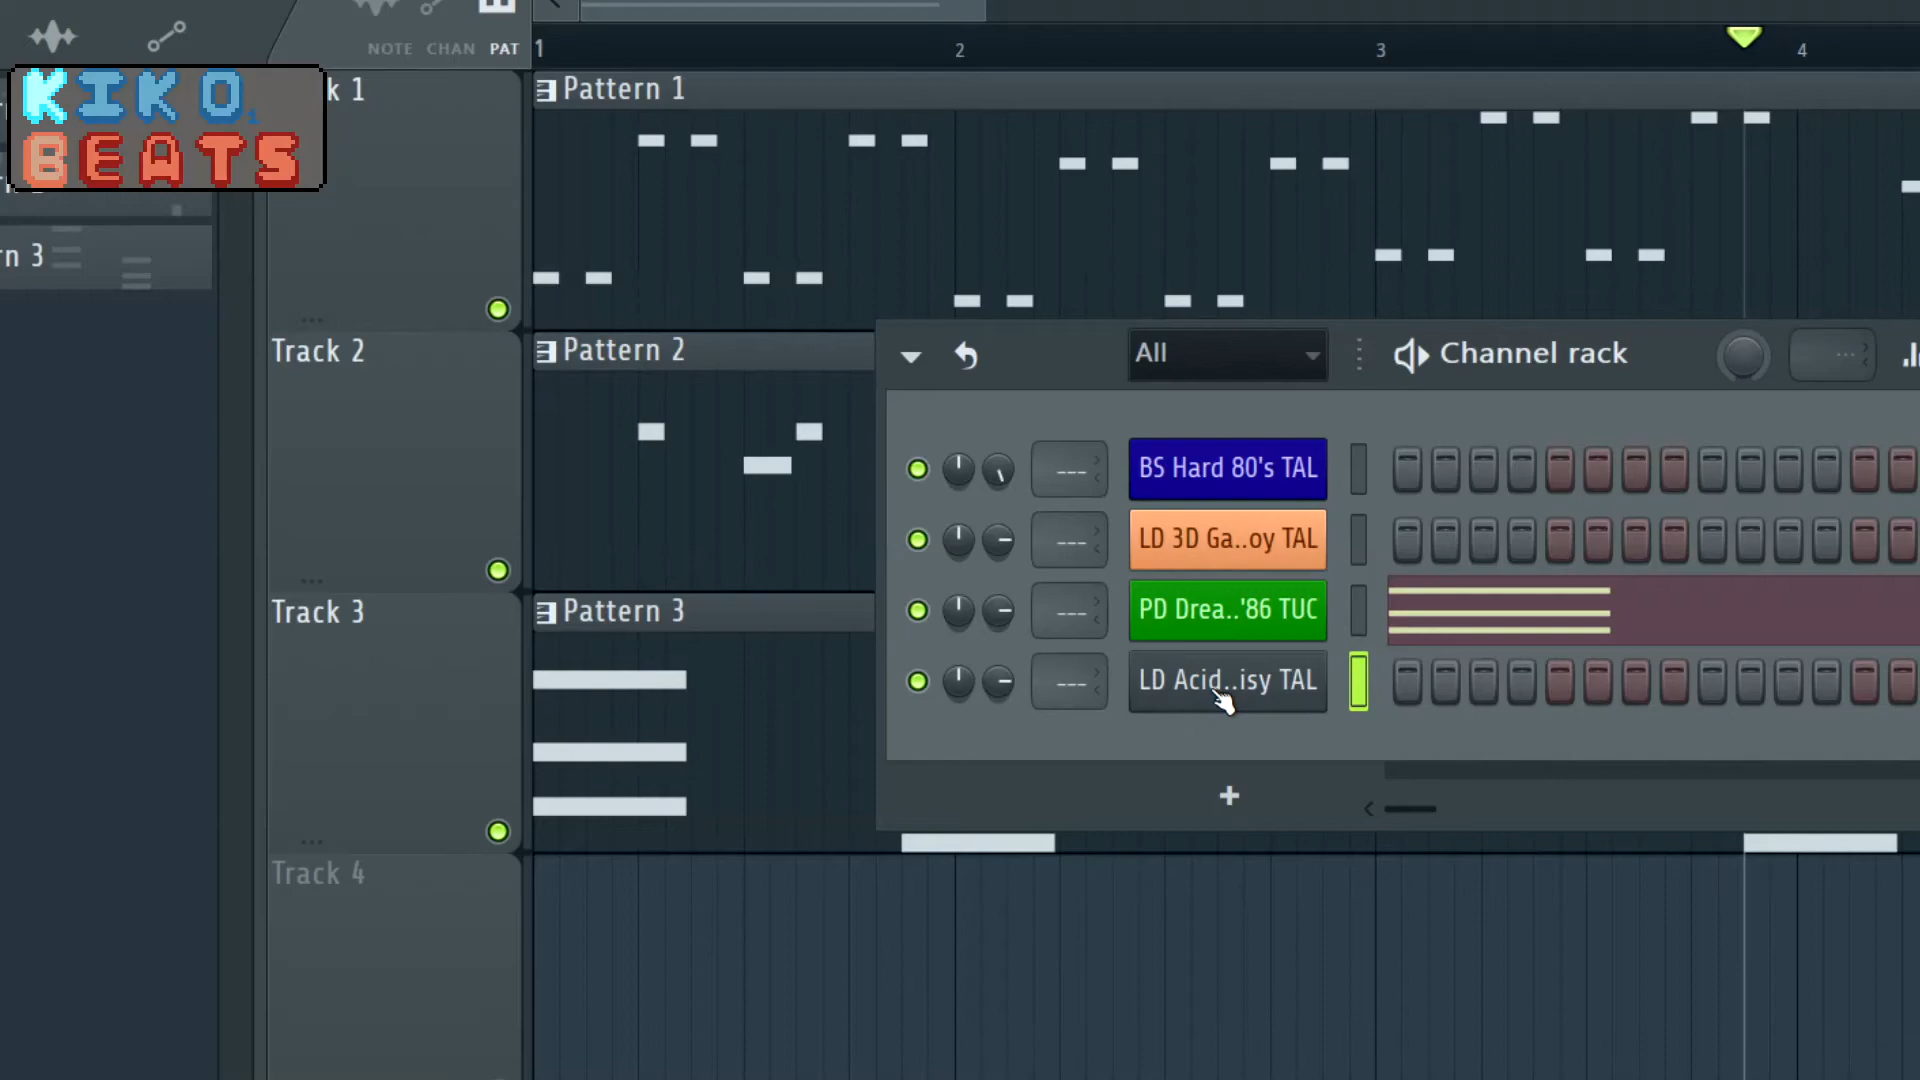 NOTE CHAN PAT
1 2 3 4
KIKO
BEATS
k 1
Pattern 1
rn 3
Track 2
Pattern 2
All
Channel rack
BS Hard 80's TAL
LD 3D Ga..oy TAL
Track 3
Pattern 3
PD Drea..'86 TUC
LD Acid..isy TAL
Track 4